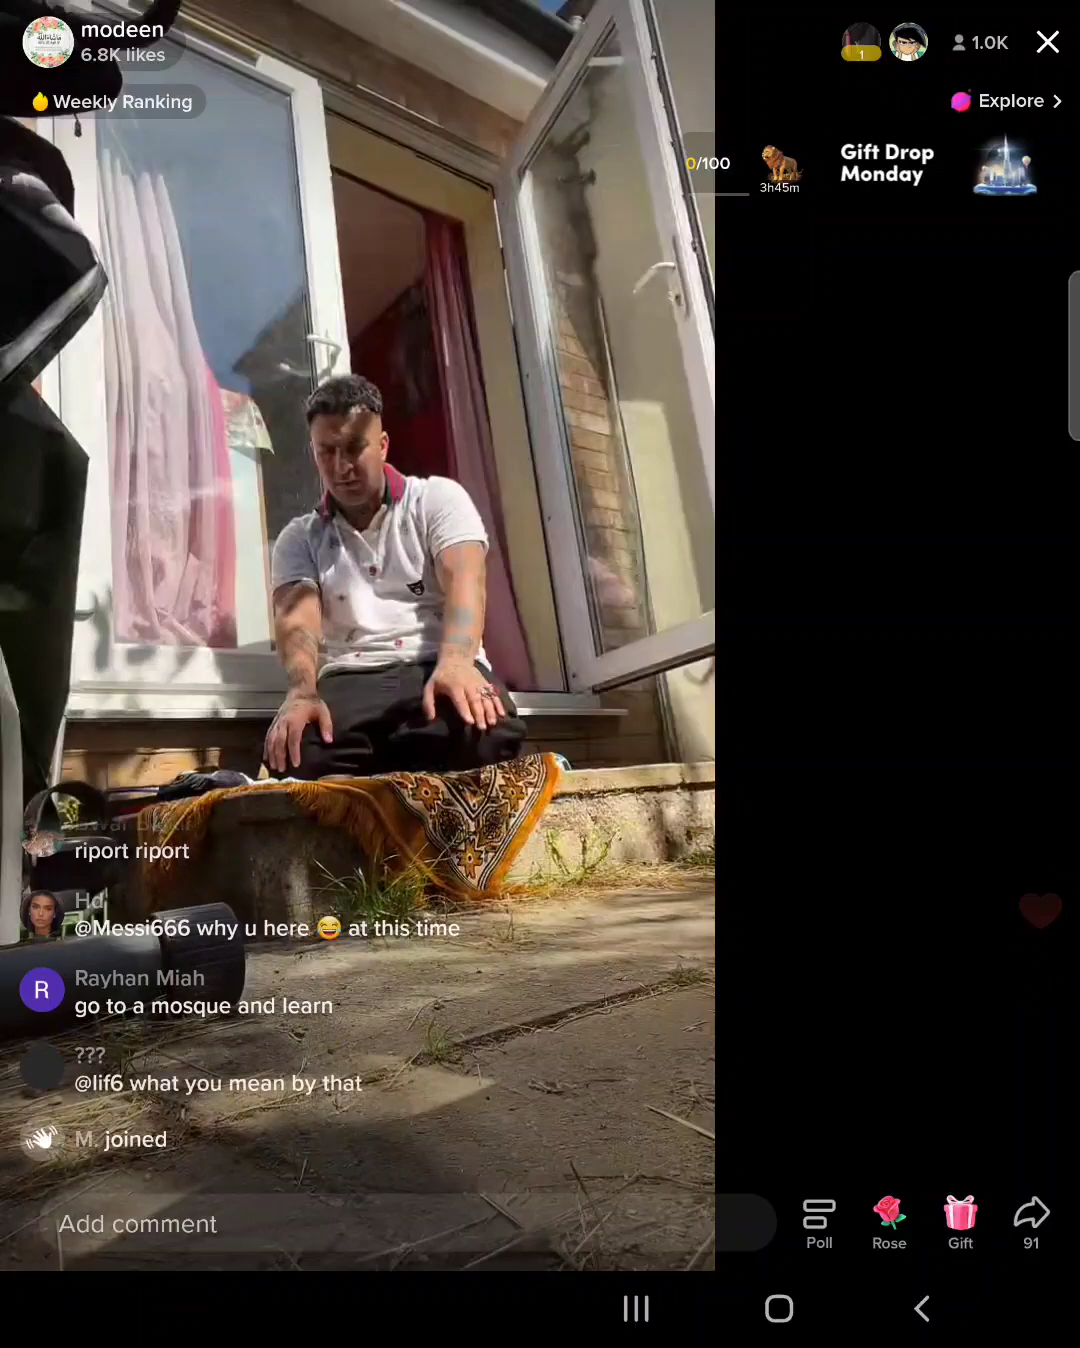 modeen
6.8K likes
1
1.0K
Weekly Ranking
Explore
0/100
3h45m
Gift Drop
Monday
riport riport
Hd
@Messi666 why u here 😂 at this time
R
Rayhan Miah
go to a mosque and learn
???
@lif6 what you mean by that
M. joined
Add comment
Poll
Rose
Gift
91